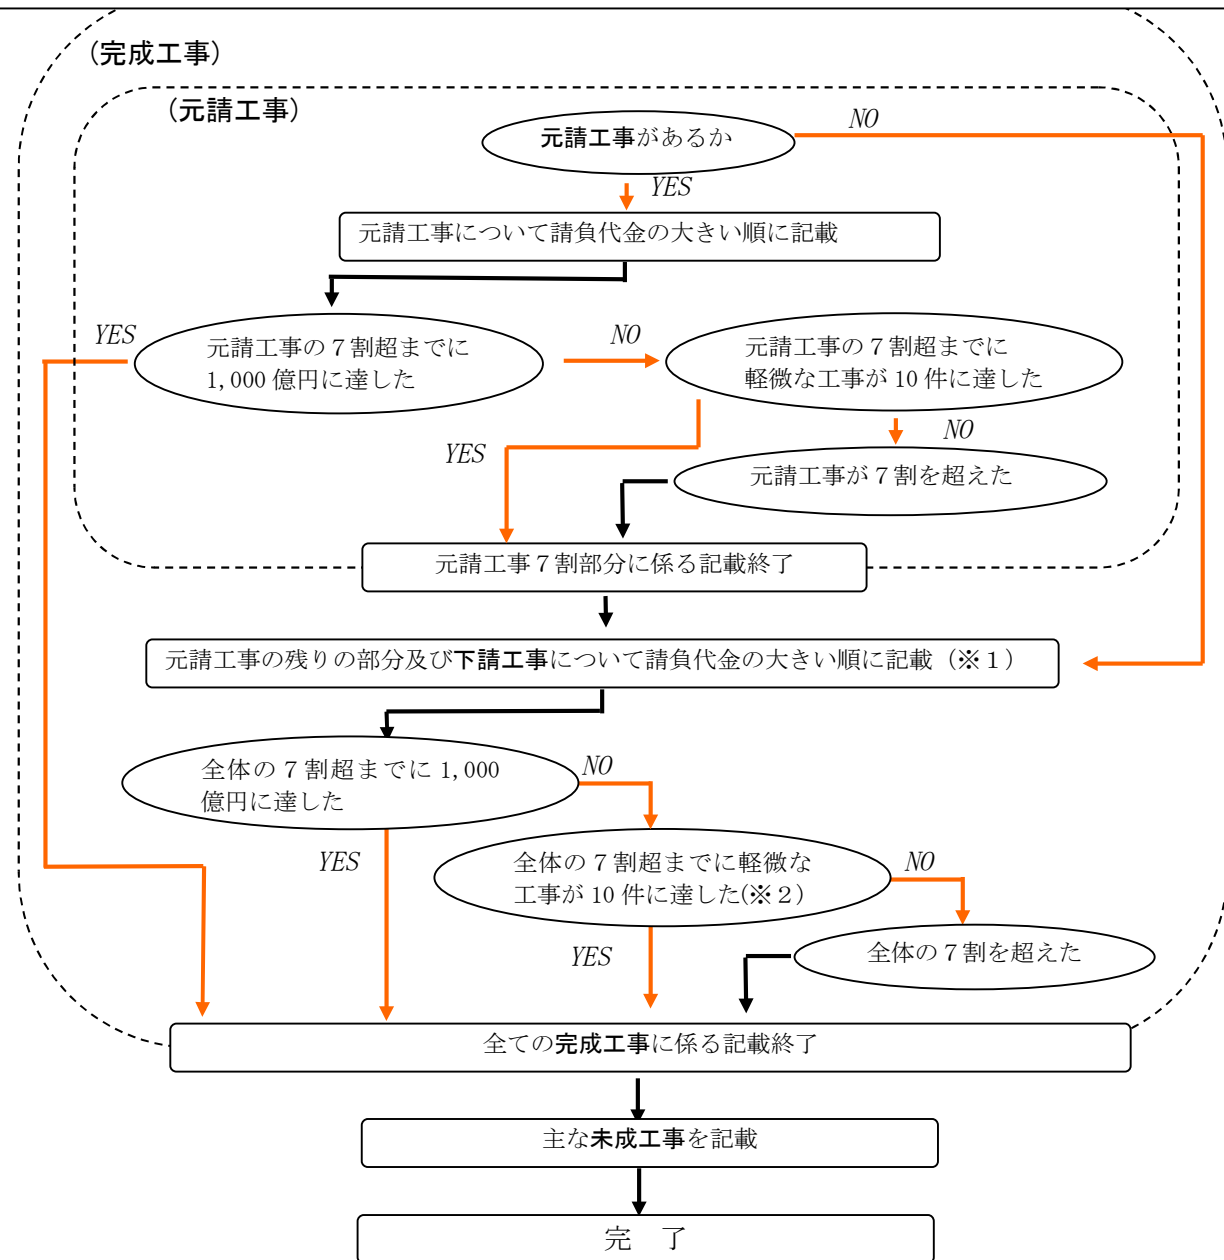 (完成工事)
(元請工事)
元請工事があるか
NO
YES
元請工事について請負代金の大きい順に記載
YES
元請工事の７割超までに
1,000 億円に達した
NO
元請工事の７割超までに
軽微な工事が 10 件に達した
YES
NO
元請工事が７割を超えた
元請工事７割部分に係る記載終了
元請工事の残りの部分及び下請工事について請負代金の大きい順に記載（※１）
全体の７割超までに 1,000
億円に達した
NO
YES
全体の７割超までに軽微な
工事が 10 件に達した(※２)
NO
YES
全体の７割を超えた
全ての完成工事に係る記載終了
主な未成工事を記載
完　了